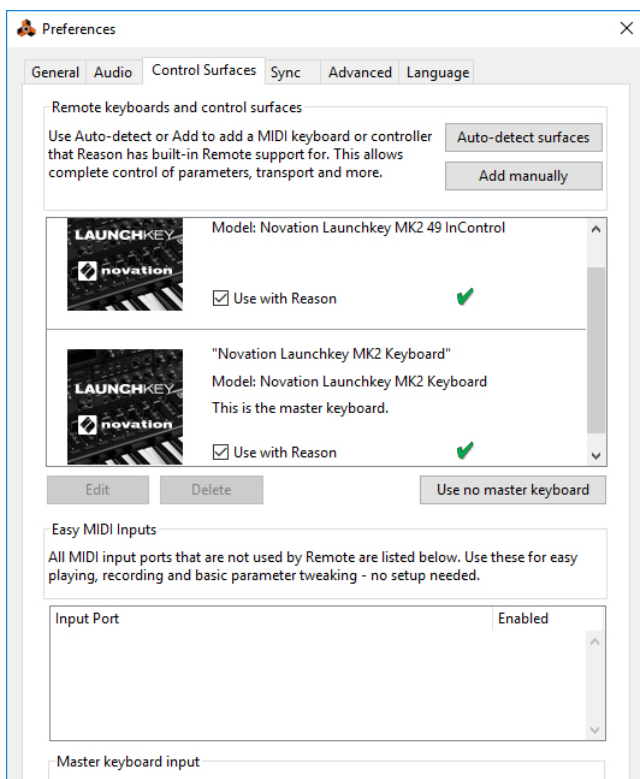 Preferences
General Audio Control Surfaces Sync Advanced Language
Remote keyboards and control surfaces
Use Auto-detect or Add to add a MIDI keyboard or controller
that Reason has built-in Remote support for. This allows
complete control of parameters, transport and more.
Auto-detect surfaces
Add manually
LAUNCHKEY
novation
Model: Novation Launchkey MK2 49 InControl
Use with Reason
LAUNCHKEY
novation
"Novation Launchkey MK2 Keyboard"
Model: Novation Launchkey MK2 Keyboard
This is the master keyboard.
Use with Reason
Edit Delete Use no master keyboard
Easy MIDI Inputs
All MIDI input ports that are not used by Remote are listed below. Use these for easy
playing, recording and basic parameter tweaking - no setup needed.
Input Port Enabled
Master keyboard input